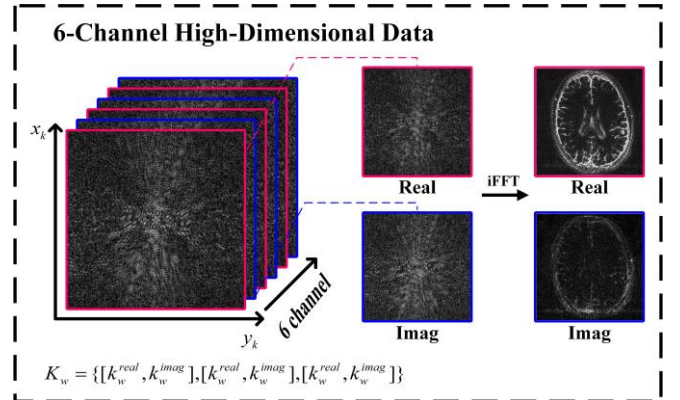 6-Channel High-Dimensional Data
x_k
Real
iFFT
Real
6 channel
y_k
Imag
Imag
K_w = {[k_w^{real}, k_w^{imag}],[k_w^{real}, k_w^{imag}],[k_w^{real}, k_w^{imag}]}